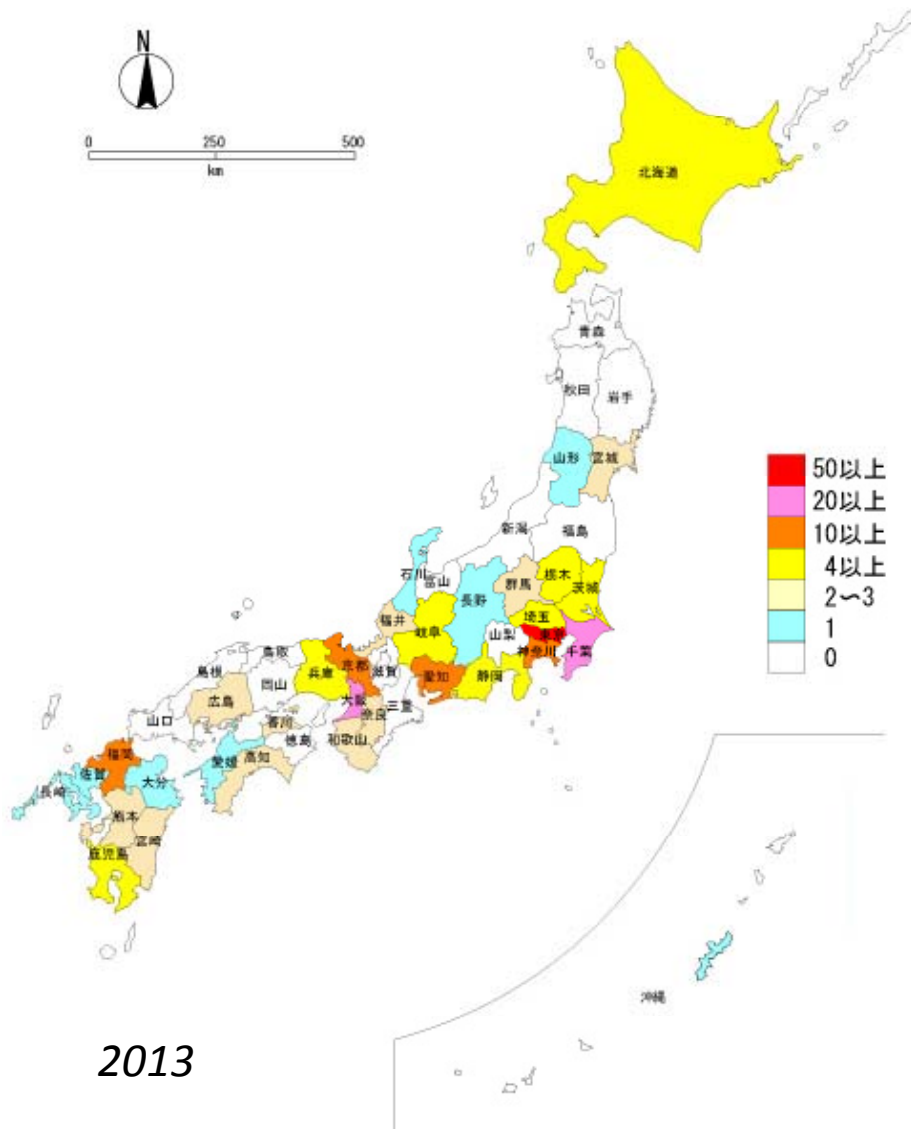 N
0 250 500
km
北海道
青森
秋田
岩手
山形
宮城
新潟
福島
石川
富山
長野
群馬
栃木
茨城
福井
岐阜
埼玉
山梨
東京
神奈川
千葉
鳥取
兵庫
京都
滋賀
愛知
静岡
島根
岡山
広島
大阪
奈良
三重
山口
香川
徳島
和歌山
福岡
愛媛
高知
佐賀
大分
長崎
熊本
宮崎
鹿児島
沖縄
50以上
20以上
10以上
4以上
2〜3
1
0
2013